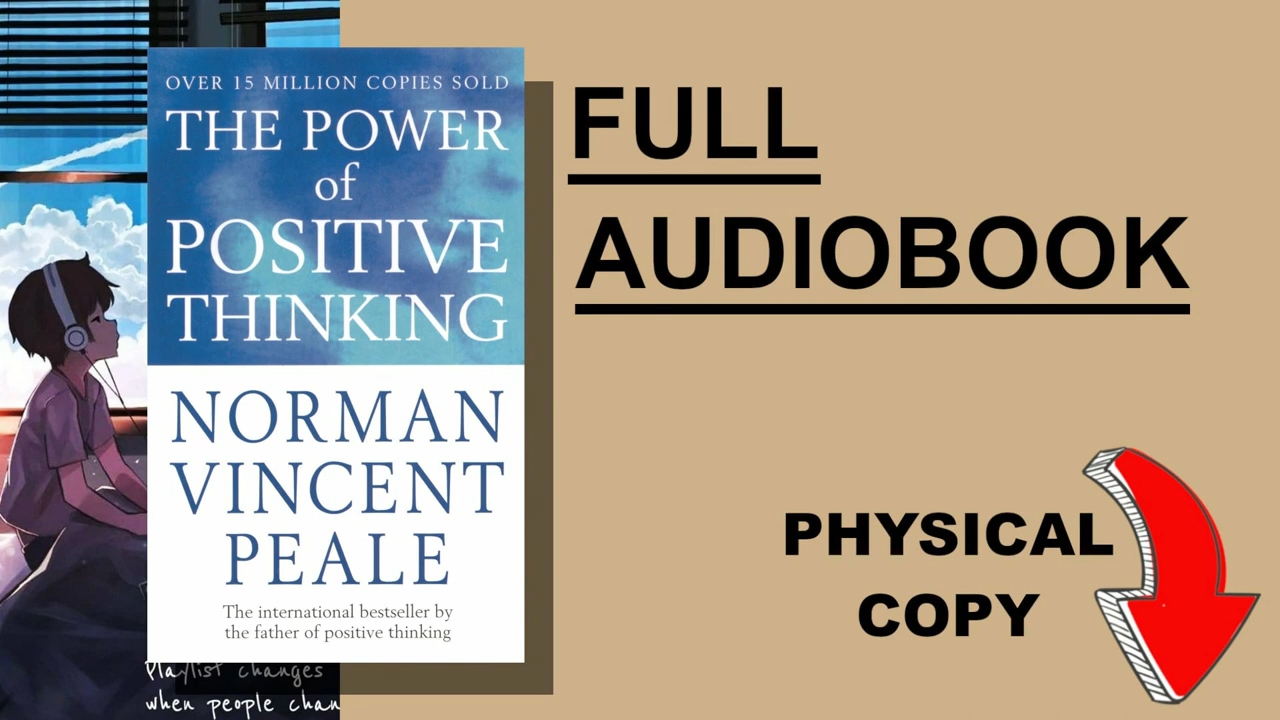 OVER 15 MILLION COPIES SOLD
THE POWER
of
POSITIVE
THINKING
NORMAN
VINCENT
PEALE
The international bestseller by
the father of positive thinking
Playlist changes
when people chan
FULL
AUDIOBOOK
PHYSICAL
COPY